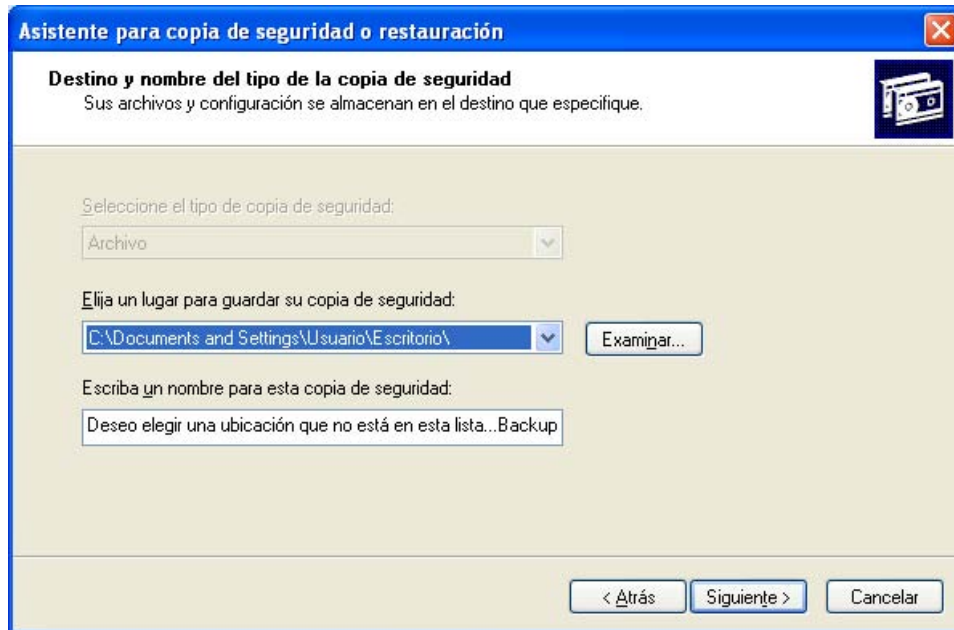 Asistente para copia de seguridad o restauración
Destino y nombre del tipo de la copia de seguridad
Sus archivos y configuración se almacenan en el destino que especifique.
Seleccione el tipo de copia de seguridad:
Archivo
Elija un lugar para guardar su copia de seguridad:
C:\Documents and Settings\Usuario\Escritorio\
Examinar...
Escriba un nombre para esta copia de seguridad:
Deseo elegir una ubicación que no está en esta lista...Backup
< Atrás Siguiente > Cancelar